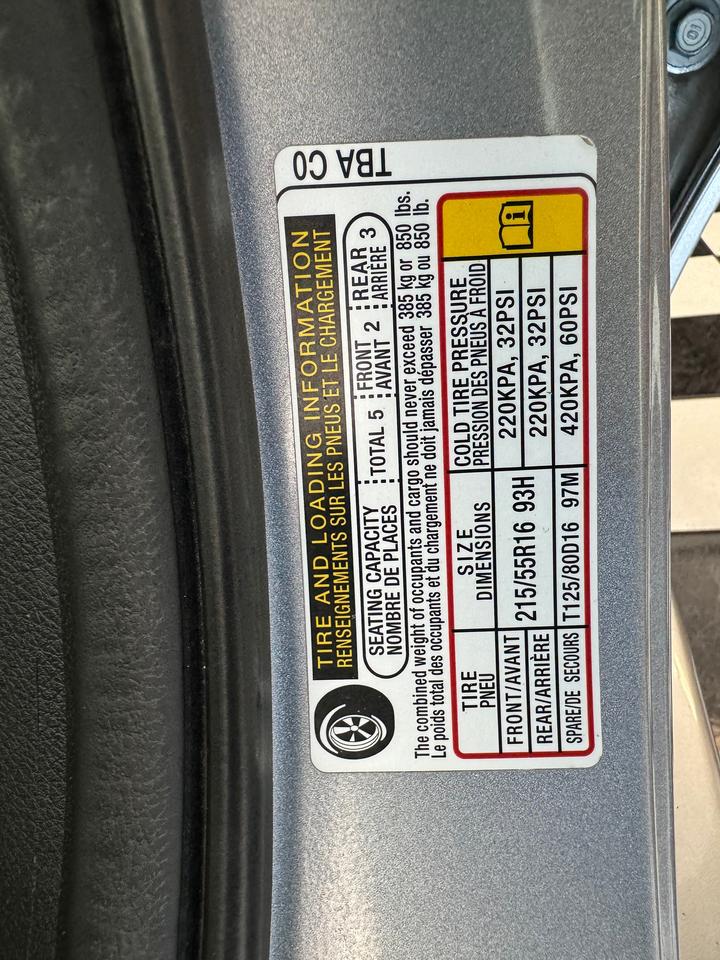 TBA C0
TIRE AND LOADING INFORMATION
RENSEIGNEMENTS SUR LES PNEUS ET LE CHARGEMENT
SEATING CAPACITY
NOMBRE DE PLACES
TOTAL 5
FRONT
AVANT 2
REAR
ARRIÈRE 3
The combined weight of occupants and cargo should never exceed 385 kg or 850 lbs.
Le poids total des occupants et du chargement ne doit jamais dépasser 385 kg ou 850 lb.
TIRE
PNEU
SIZE
DIMENSIONS
COLD TIRE PRESSURE
PRESSION DES PNEUS À FROID
FRONT/AVANT
215/55R16 93H
220KPA, 32PSI
REAR/ARRIÈRE
220KPA, 32PSI
SPARE/DE SECOURS
T125/80D16 97M
420KPA, 60PSI
i